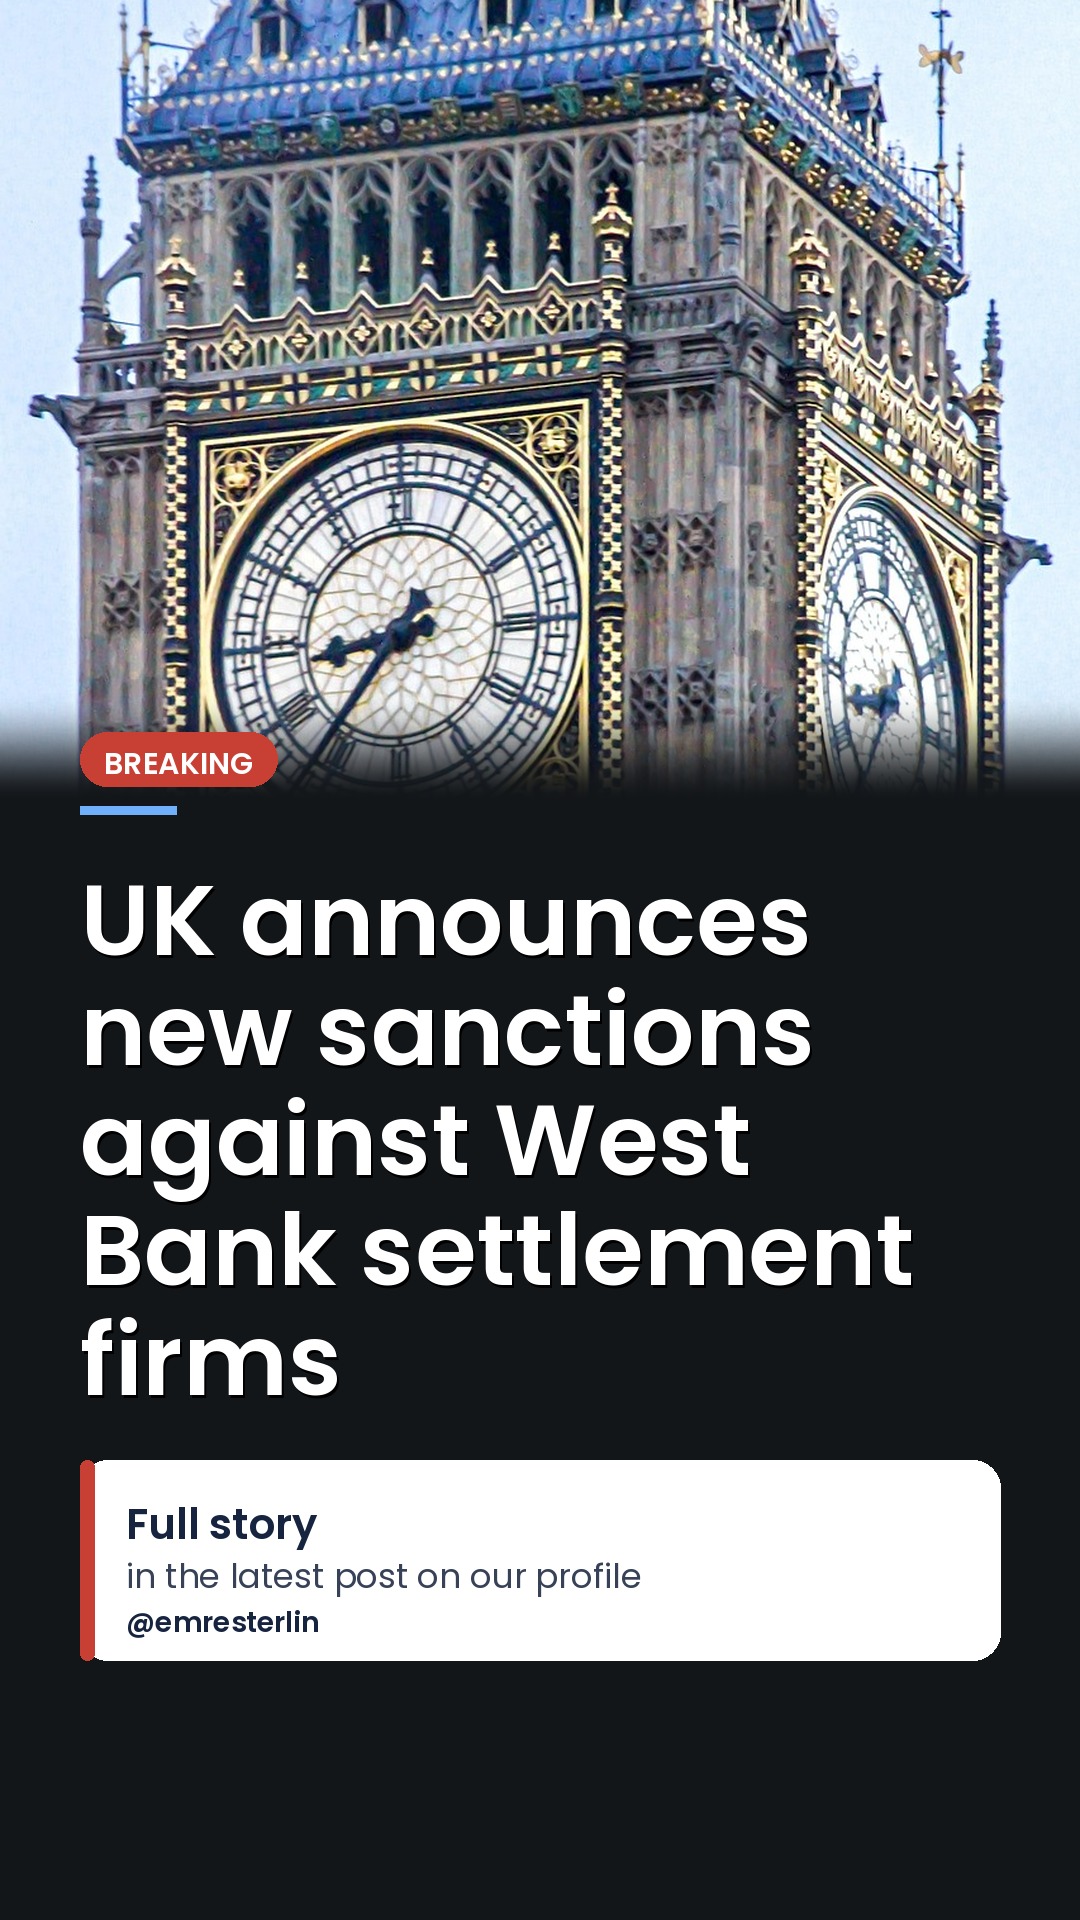 BREAKING
UK announces
new sanctions
against West
Bank settlement
firms
Full story
in the latest post on our profile
@emresterlin